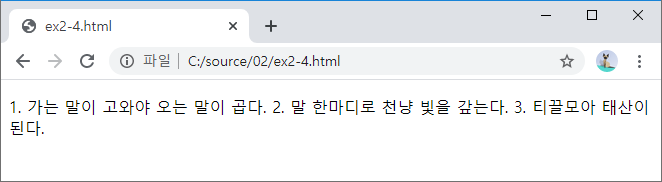 ex2-4.html
파일 C:/source/02/ex2-4.html
1. 가는 말이 고와야 오는 말이 곱다. 2. 말 한마디로 천냥 빚을 갚는다. 3. 티끌모아 태산이
된다.